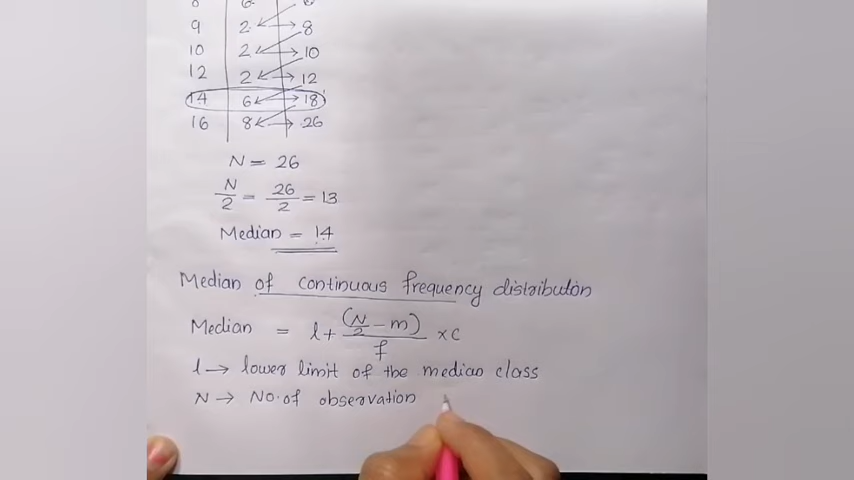 9 2 8
10 2 10
12 2 12
14 6 18
16 8 26
N = 26
N/2 = 26/2 = 13
Median = 14
Median of continuous frequency distributon
Median = l + (N/2 - m)/f × c
l → lower limit of the median class
N → No. of observation